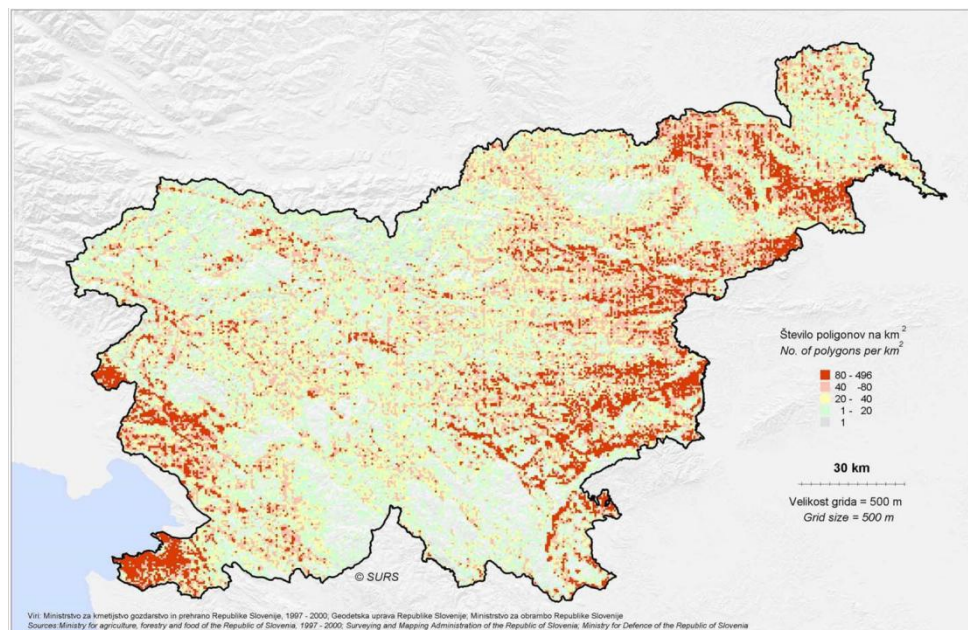 Število poligonov na km²
No. of polygons per km²
80 - 496
40 -80
20 - 40
1 - 20
1
30 km
Velikost grida = 500 m
Grid size = 500 m
© SURS
Viri: Ministrstvo za kmetijstvo gozdarstvo in prehrano Republike Slovenije, 1997 - 2000; Geodetska uprava Republike Slovenije; Ministrstvo za obrambo Republike Slovenije
Sources:Ministry for agriculture, forestry and food of the Republic of Slovenia, 1997 - 2000; Surveying and Mapping Administration of the Republic of Slovenia; Ministry for Defence of the Republic of Slovenia